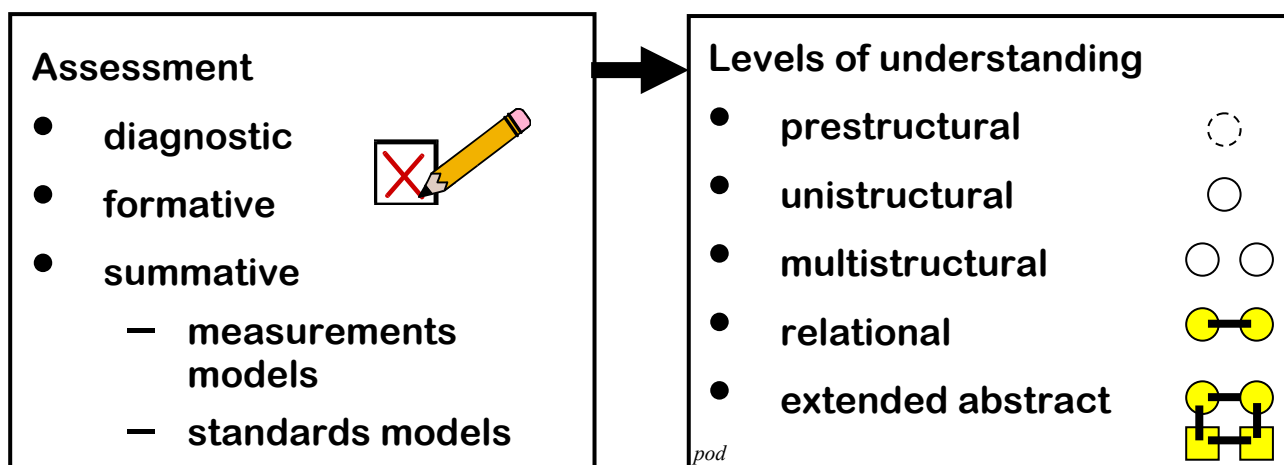 Assessment
• diagnostic
• formative
• summative
– measurements
models
– standards models
Levels of understanding
• prestructural
• unistructural
• multistructural
• relational
• extended abstract
pod